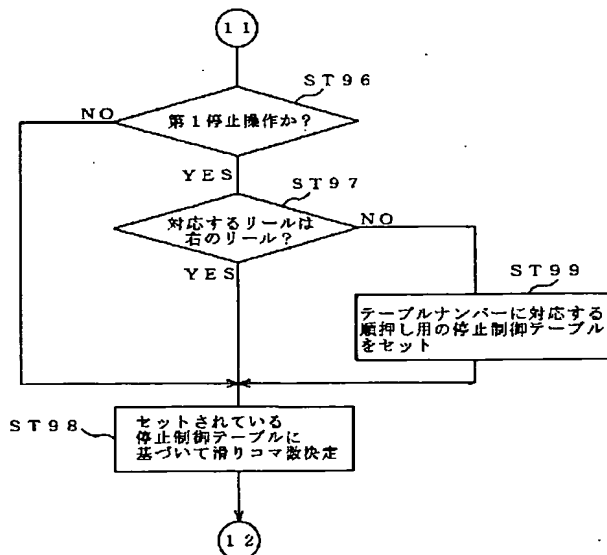 11
ST96
NO
第1停止操作か?
YES
ST97
対応するリールは
右のリール?
NO
YES
ST99
テーブルナンバーに対応する
順押し用の停止制御テーブル
をセット
ST98
セットされている
停止制御テーブルに
基づいて滑りコマ数決定
12